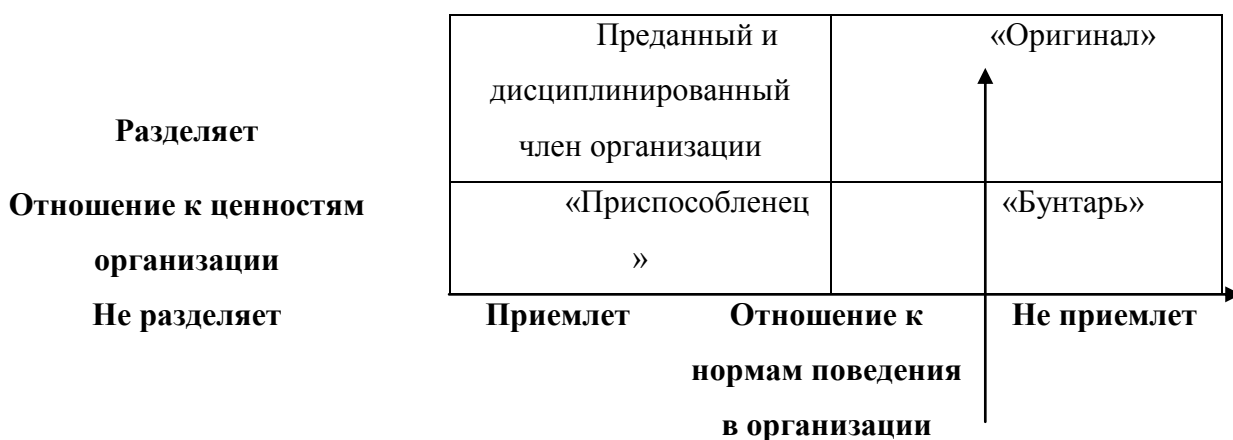 Преданный и
дисциплинированный
член организации
«Оригинал»
Разделяет
Отношение к ценностям
организации
Не разделяет
«Приспособленец
»
«Бунтарь»
Приемлет
Отношение к
нормам поведения
в организации
Не приемлет